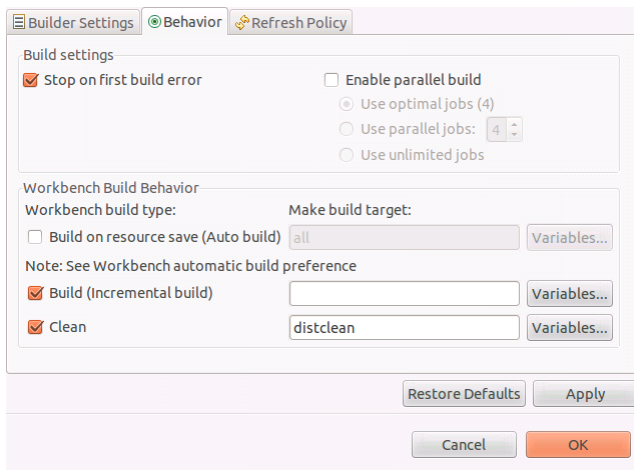 Builder Settings Behavior Refresh Policy
Build settings
Stop on first build error Enable parallel build
Use optimal jobs (4)
Use parallel jobs: 4
Use unlimited jobs
Workbench Build Behavior
Workbench build type: Make build target:
Build on resource save (Auto build) all Variables...
Note: See Workbench automatic build preference
Build (Incremental build) Variables...
Clean distclean Variables...
Restore Defaults Apply
Cancel OK